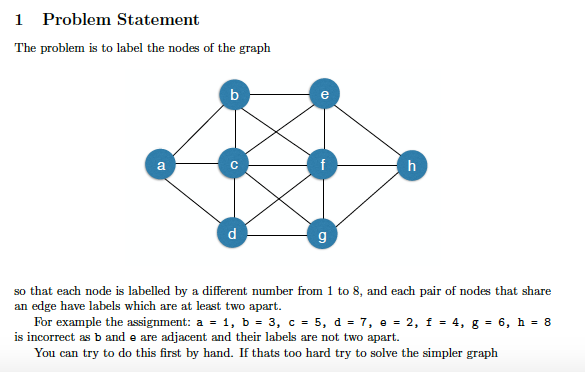 1 Problem Statement
The problem is to label the nodes of the graph
b e
a c f h
d g
so that each node is labelled by a different number from 1 to 8, and each pair of nodes that share
an edge have labels which are at least two apart.
For example the assignment: a = 1, b = 3, c = 5, d = 7, e = 2, f = 4, g = 6, h = 8
is incorrect as b and e are adjacent and their labels are not two apart.
You can try to do this first by hand. If thats too hard try to solve the simpler graph